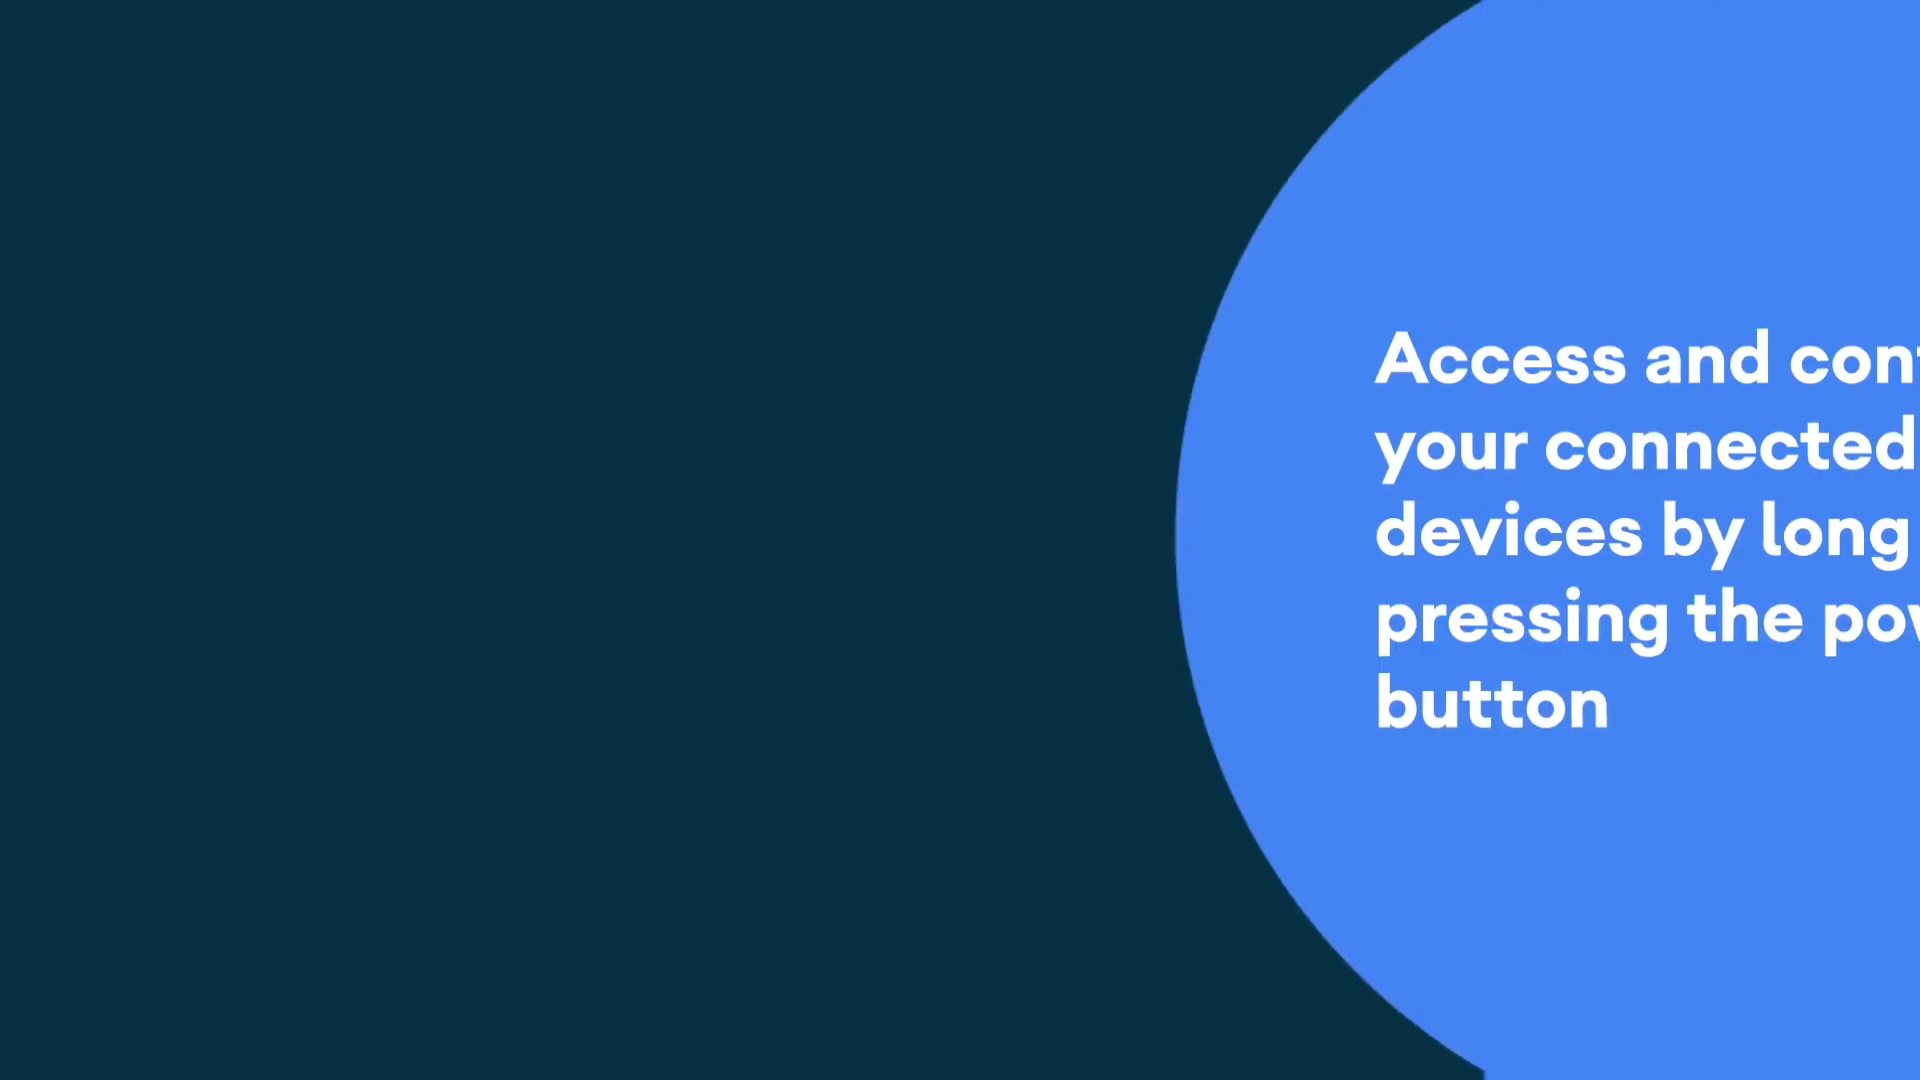 Access and con
your connected
devices by long
pressing the po
button